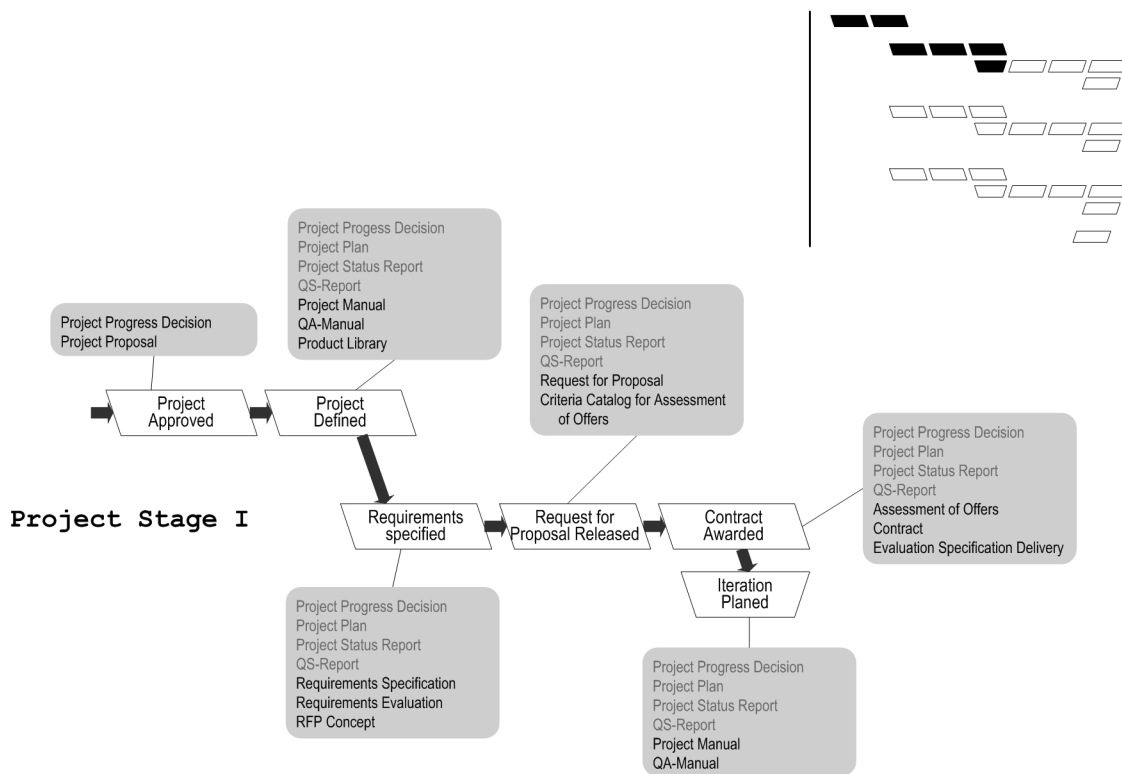 Project Progess Decision
Project Plan
Project Status Report
QS-Report
Project Manual
QA-Manual
Product Library
Project Progress Decision
Project Proposal
Project Progress Decision
Project Plan
Project Status Report
QS-Report
Request for Proposal
Criteria Catalog for Assessment
of Offers
Project
Approved
Project
Defined
Project Progress Decision
Project Plan
Project Status Report
QS-Report
Assessment of Offers
Contract
Evaluation Specification Delivery
Project Stage I
Requirements
specified
Request for
Proposal Released
Contract
Awarded
Iteration
Planed
Project Progress Decision
Project Plan
Project Status Report
QS-Report
Requirements Specification
Requirements Evaluation
RFP Concept
Project Progress Decision
Project Plan
Project Status Report
QS-Report
Project Manual
QA-Manual